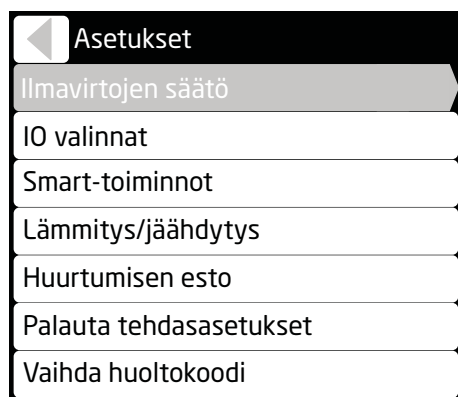 Asetukset
Ilmavirtojen säätö
IO valinnat
Smart-toiminnot
Lämmitys/jäähdytys
Huurtumisen esto
Palauta tehdasasetukset
Vaihda huoltokoodi